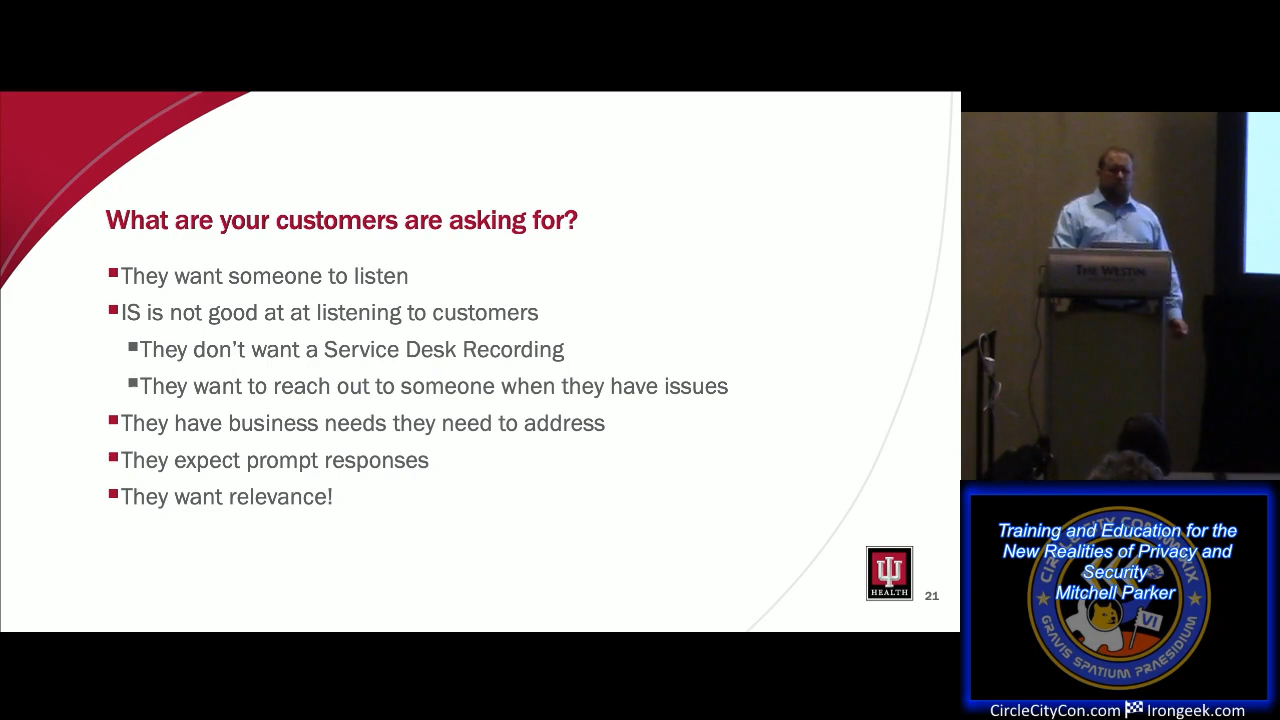 What are your customers are asking for?
They want someone to listen
IS is not good at at listening to customers
They don't want a Service Desk Recording
They want to reach out to someone when they have issues
They have business needs they need to address
They expect prompt responses
They want relevance!
HEALTH
21
THE WESTIN
Training and Education for the
New Realities of Privacy and
Security
Mitchell Parker
VI
GRAVIS SPATIUM PRAESIDIUM
CircleCityCon.com Irongeek.com